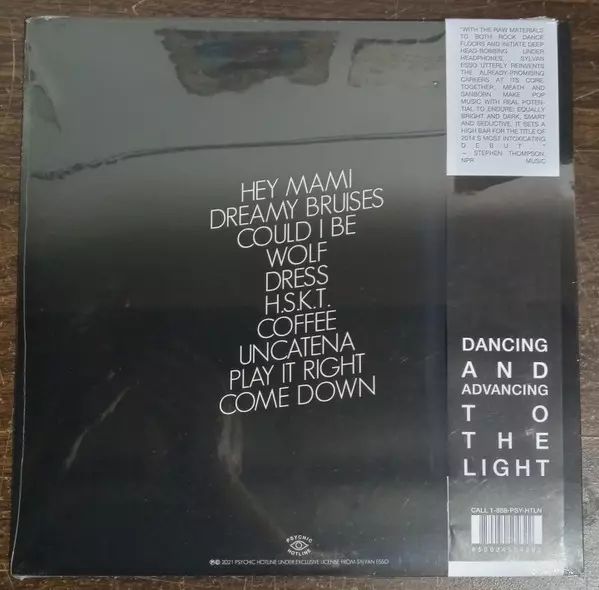 "WITH THE RAW MATERIALS
TO BOTH ROCK DANCE
FLOORS AND INITIATE DEEP
HEAD-BOBBING UNDER
HEADPHONES, SYLVAN
ESSO UTTERLY REINVENTS
THE ALREADY-PROMISING
CAREERS AT ITS CORE.
TOGETHER, MEATH AND
SANBORN MAKE POP
MUSIC WITH REAL POTEN-
TIAL TO ENDURE: EQUALLY
BRIGHT AND DARK, SMART
AND SEDUCTIVE, IT SETS A
HIGH BAR FOR THE TITLE OF
2014'S MOST INTOXICATING
DEBUT."
– STEPHEN THOMPSON,
NPR MUSIC
HEY MAMI
DREAMY BRUISES
COULD I BE
WOLF
DRESS
H.S.K.T.
COFFEE
UNCATENA
PLAY IT RIGHT
COME DOWN
DANCING
AND
ADVANCING
TO
THE
LIGHT
CALL 1-888-PSY-HTLN
PSYCHIC
HOTLINE
℗© 2021 PSYCHIC HOTLINE UNDER EXCLUSIVE LICENSE FROM SYLVAN ESSO